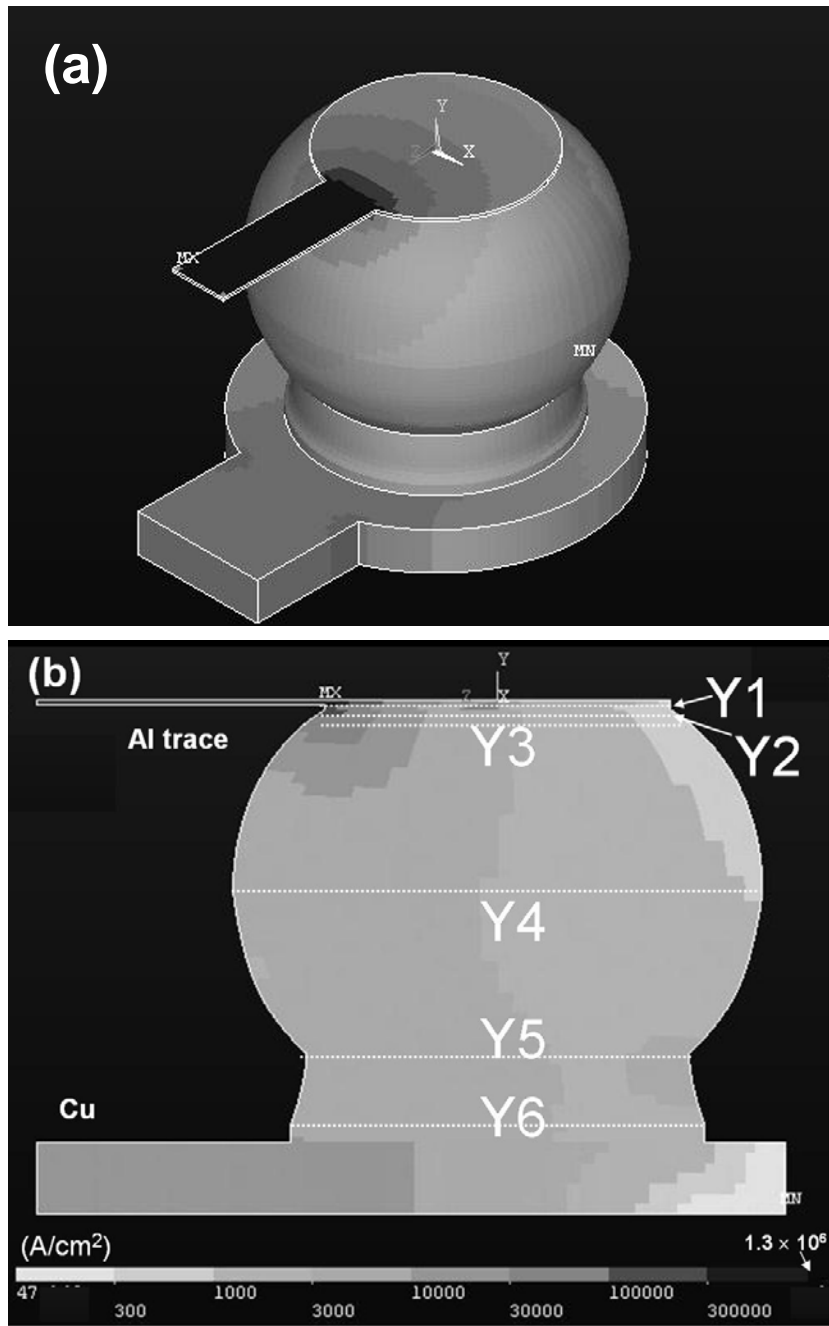 (a)
Y
Z X
MX
MN
(b)
Y
MX Z X
Y1
Al trace
Y3
Y2
Y4
Y5
Cu
Y6
MN
(A/cm²)
1.3 × 10⁶
47 1000 10000 100000
300 3000 30000 300000